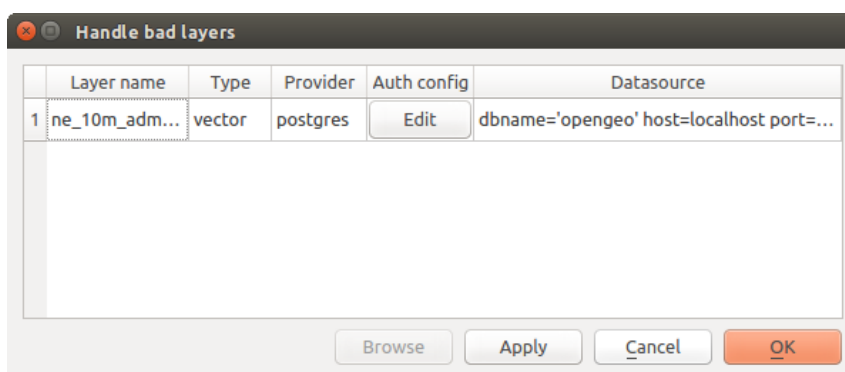 Handle bad layers
Layer name Type Provider Auth config Datasource
1 ne_10m_adm... vector postgres Edit dbname='opengeo' host=localhost port=...
Browse Apply Cancel OK